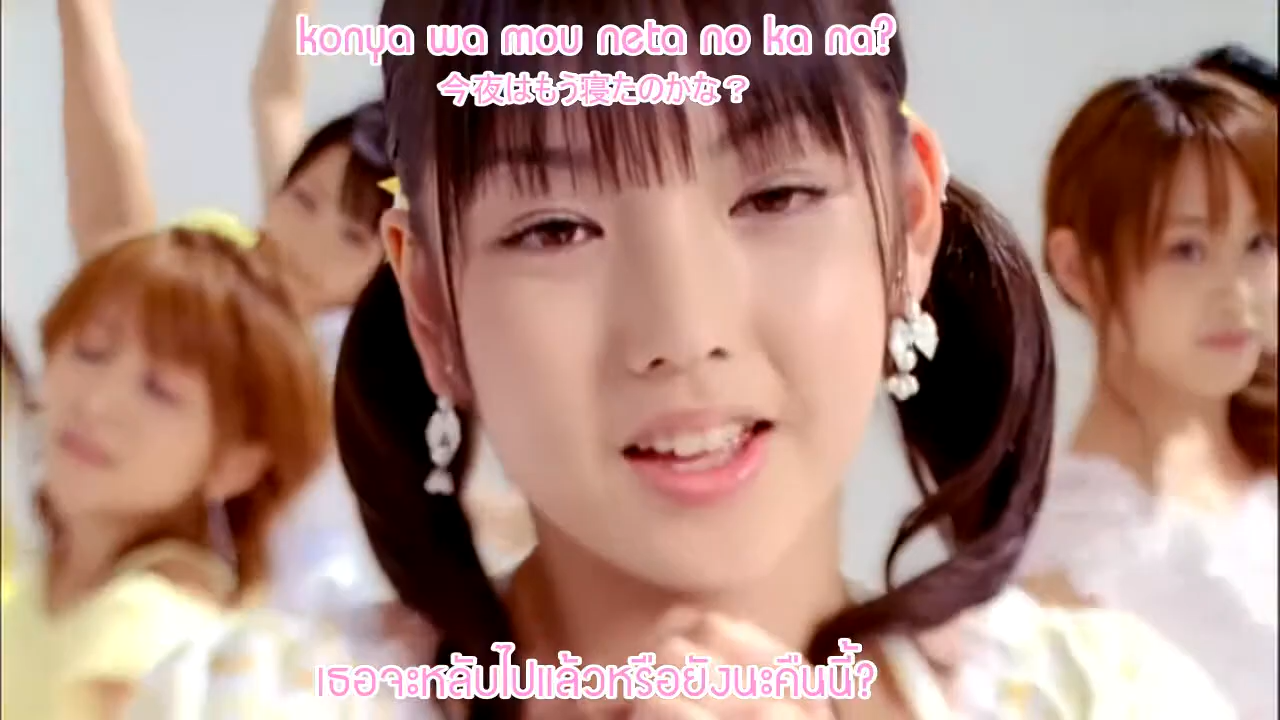 konya wa mou neta no ka na?
今夜はもう寝たのかな？
เธอจะหลับไปแล้วหรือยังนะคืนนี้?